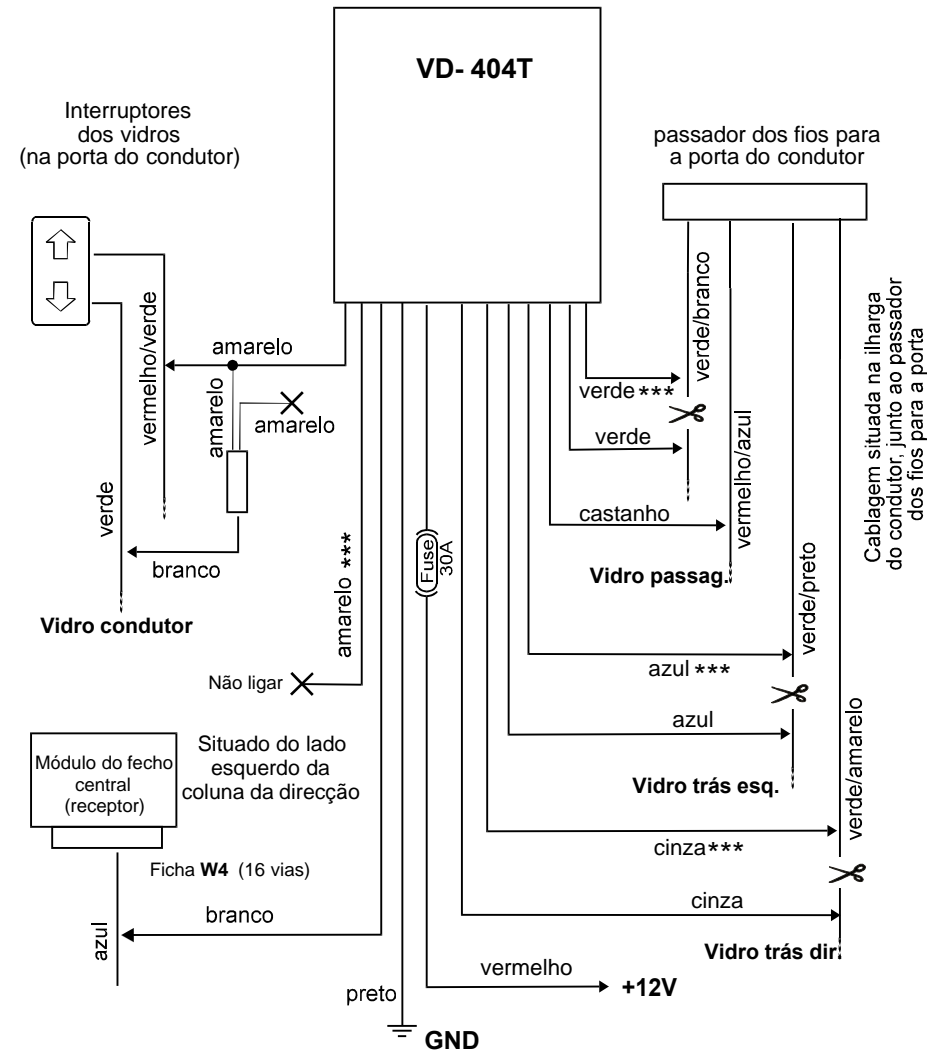 VD- 404T
Interruptores
dos vidros
(na porta do condutor)
passador dos fios para
a porta do condutor
vermelho/verde
verde
amarelo
amarelo
amarelo
branco
Vidro condutor
amarelo ***
Não ligar
Fuse
30A
verde/branco
verde***
verde
castanho
vermelho/azul
Vidro passag.
Cablagem situada na ilharga
do condutor, junto ao passador
dos fios para a porta
verde/preto
azul***
azul
Vidro trás esq.
verde/amarelo
cinza***
cinza
Vidro trás dir.
Módulo do fecho
central
(receptor)
Situado do lado
esquerdo da
coluna da direcção
Ficha W4 (16 vias)
azul
branco
vermelho
+12V
preto
GND